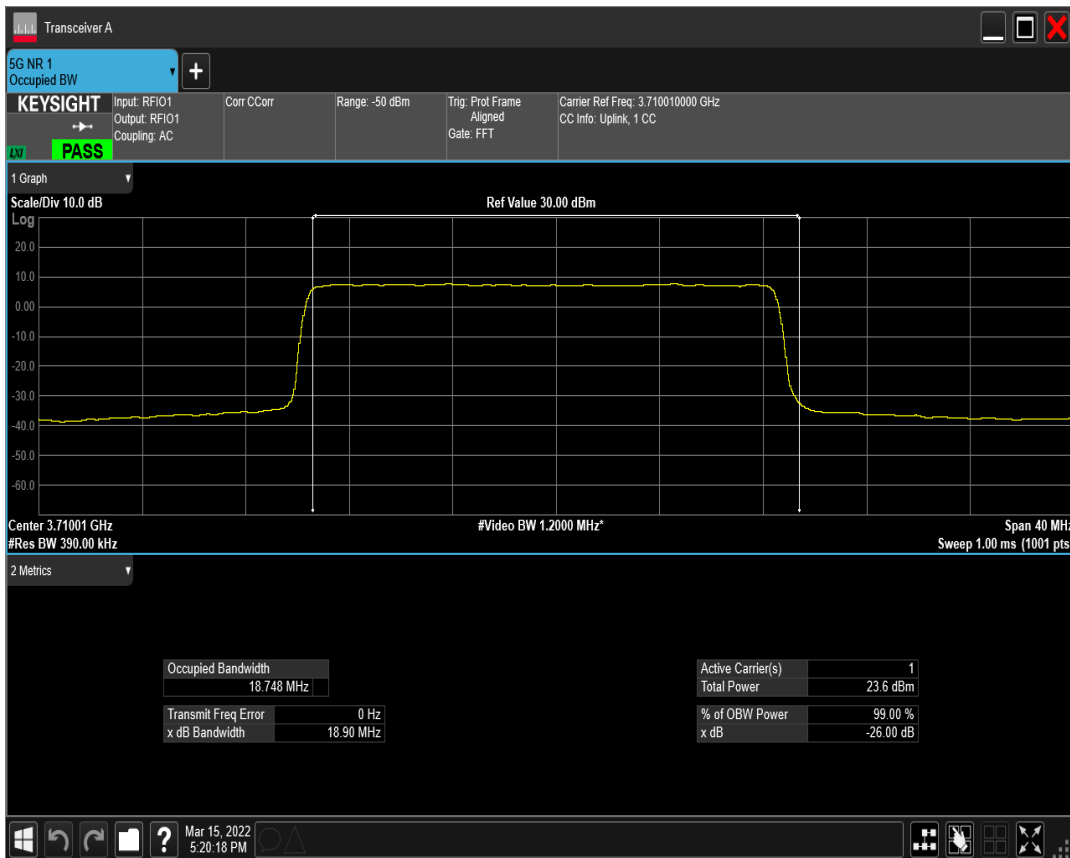 Transceiver A
5G NR 1
Occupied BW
+
KEYSIGHT
LXI
PASS
Input: RFIO1
Output: RFIO1
Coupling: AC
Corr CCorr
Range: -50 dBm
Trig: Prot Frame
Aligned
Gate: FFT
Carrier Ref Freq: 3.710010000 GHz
CC Info: Uplink, 1 CC
1 Graph
Scale/Div 10.0 dB
Ref Value 30.00 dBm
Log
20.0
10.0
0.00
-10.0
-20.0
-30.0
-40.0
-50.0
-60.0
Center 3.71001 GHz
#Video BW 1.2000 MHz*
Span 40 MHz
#Res BW 390.00 kHz
Sweep 1.00 ms (1001 pts
2 Metrics
Occupied Bandwidth
18.748 MHz
Transmit Freq Error 0 Hz
x dB Bandwidth 18.90 MHz
Active Carrier(s) 1
Total Power 23.6 dBm
% of OBW Power 99.00 %
x dB -26.00 dB
?
Mar 15, 2022
5:20:18 PM